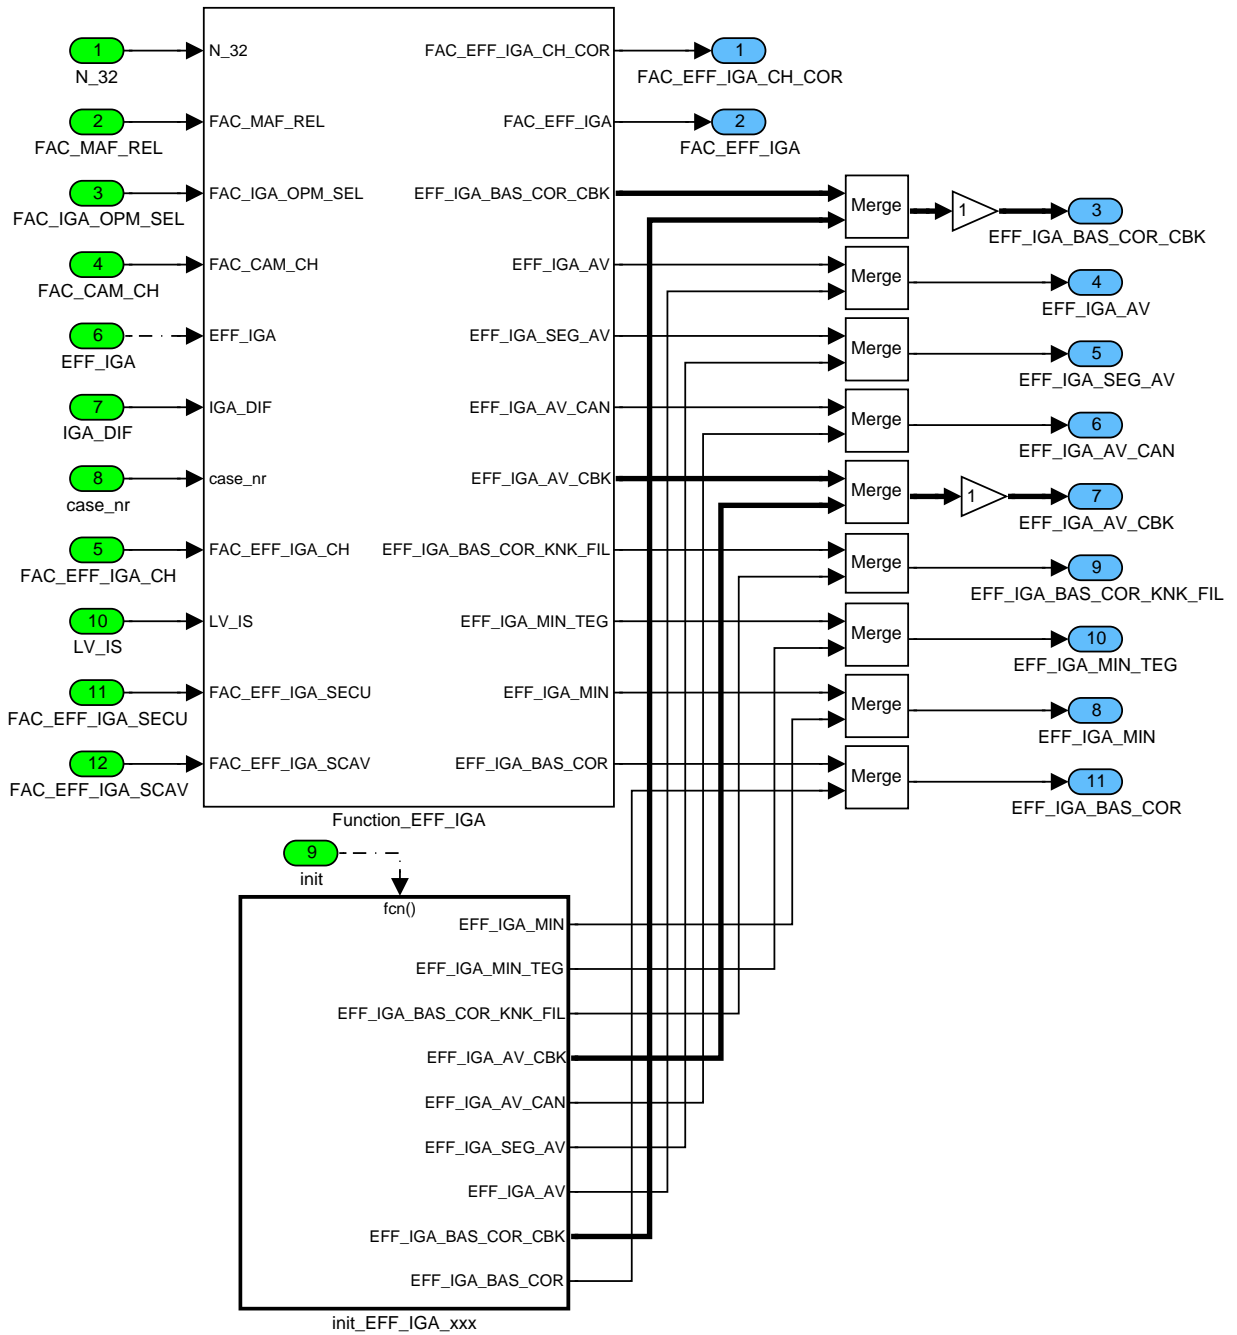 1
N_32
2
FAC_MAF_REL
3
FAC_IGA_OPM_SEL
4
FAC_CAM_CH
6
EFF_IGA
7
IGA_DIF
8
case_nr
5
FAC_EFF_IGA_CH
10
LV_IS
11
FAC_EFF_IGA_SECU
12
FAC_EFF_IGA_SCAV
N_32
FAC_MAF_REL
FAC_IGA_OPM_SEL
FAC_CAM_CH
EFF_IGA
IGA_DIF
case_nr
FAC_EFF_IGA_CH
LV_IS
FAC_EFF_IGA_SECU
FAC_EFF_IGA_SCAV
FAC_EFF_IGA_CH_COR
FAC_EFF_IGA
EFF_IGA_BAS_COR_CBK
EFF_IGA_AV
EFF_IGA_SEG_AV
EFF_IGA_AV_CAN
EFF_IGA_AV_CBK
EFF_IGA_BAS_COR_KNK_FIL
EFF_IGA_MIN_TEG
EFF_IGA_MIN
EFF_IGA_BAS_COR
Function_EFF_IGA
1
FAC_EFF_IGA_CH_COR
2
FAC_EFF_IGA
Merge
1
3
EFF_IGA_BAS_COR_CBK
Merge
4
EFF_IGA_AV
Merge
5
EFF_IGA_SEG_AV
Merge
6
EFF_IGA_AV_CAN
Merge
1
7
EFF_IGA_AV_CBK
Merge
9
EFF_IGA_BAS_COR_KNK_FIL
Merge
10
EFF_IGA_MIN_TEG
Merge
8
EFF_IGA_MIN
Merge
11
EFF_IGA_BAS_COR
9
init
fcn()
EFF_IGA_MIN
EFF_IGA_MIN_TEG
EFF_IGA_BAS_COR_KNK_FIL
EFF_IGA_AV_CBK
EFF_IGA_AV_CAN
EFF_IGA_SEG_AV
EFF_IGA_AV
EFF_IGA_BAS_COR_CBK
EFF_IGA_BAS_COR
init_EFF_IGA_xxx